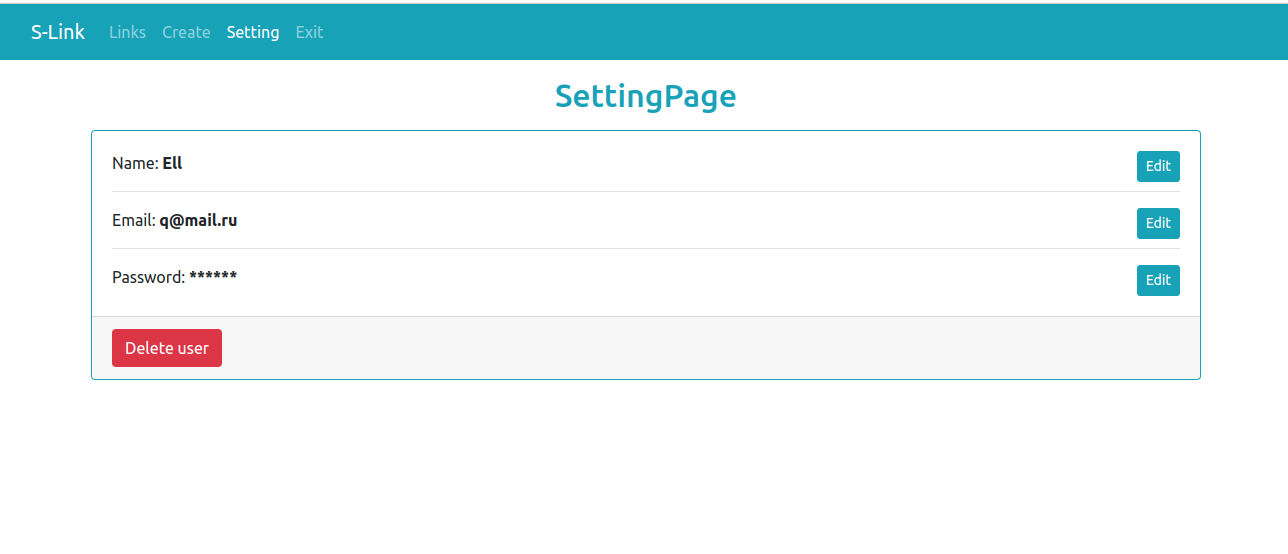 S-Link Links Create Setting Exit
SettingPage
Name: Ell Edit
Email: q@mail.ru Edit
Password: ****** Edit
Delete user